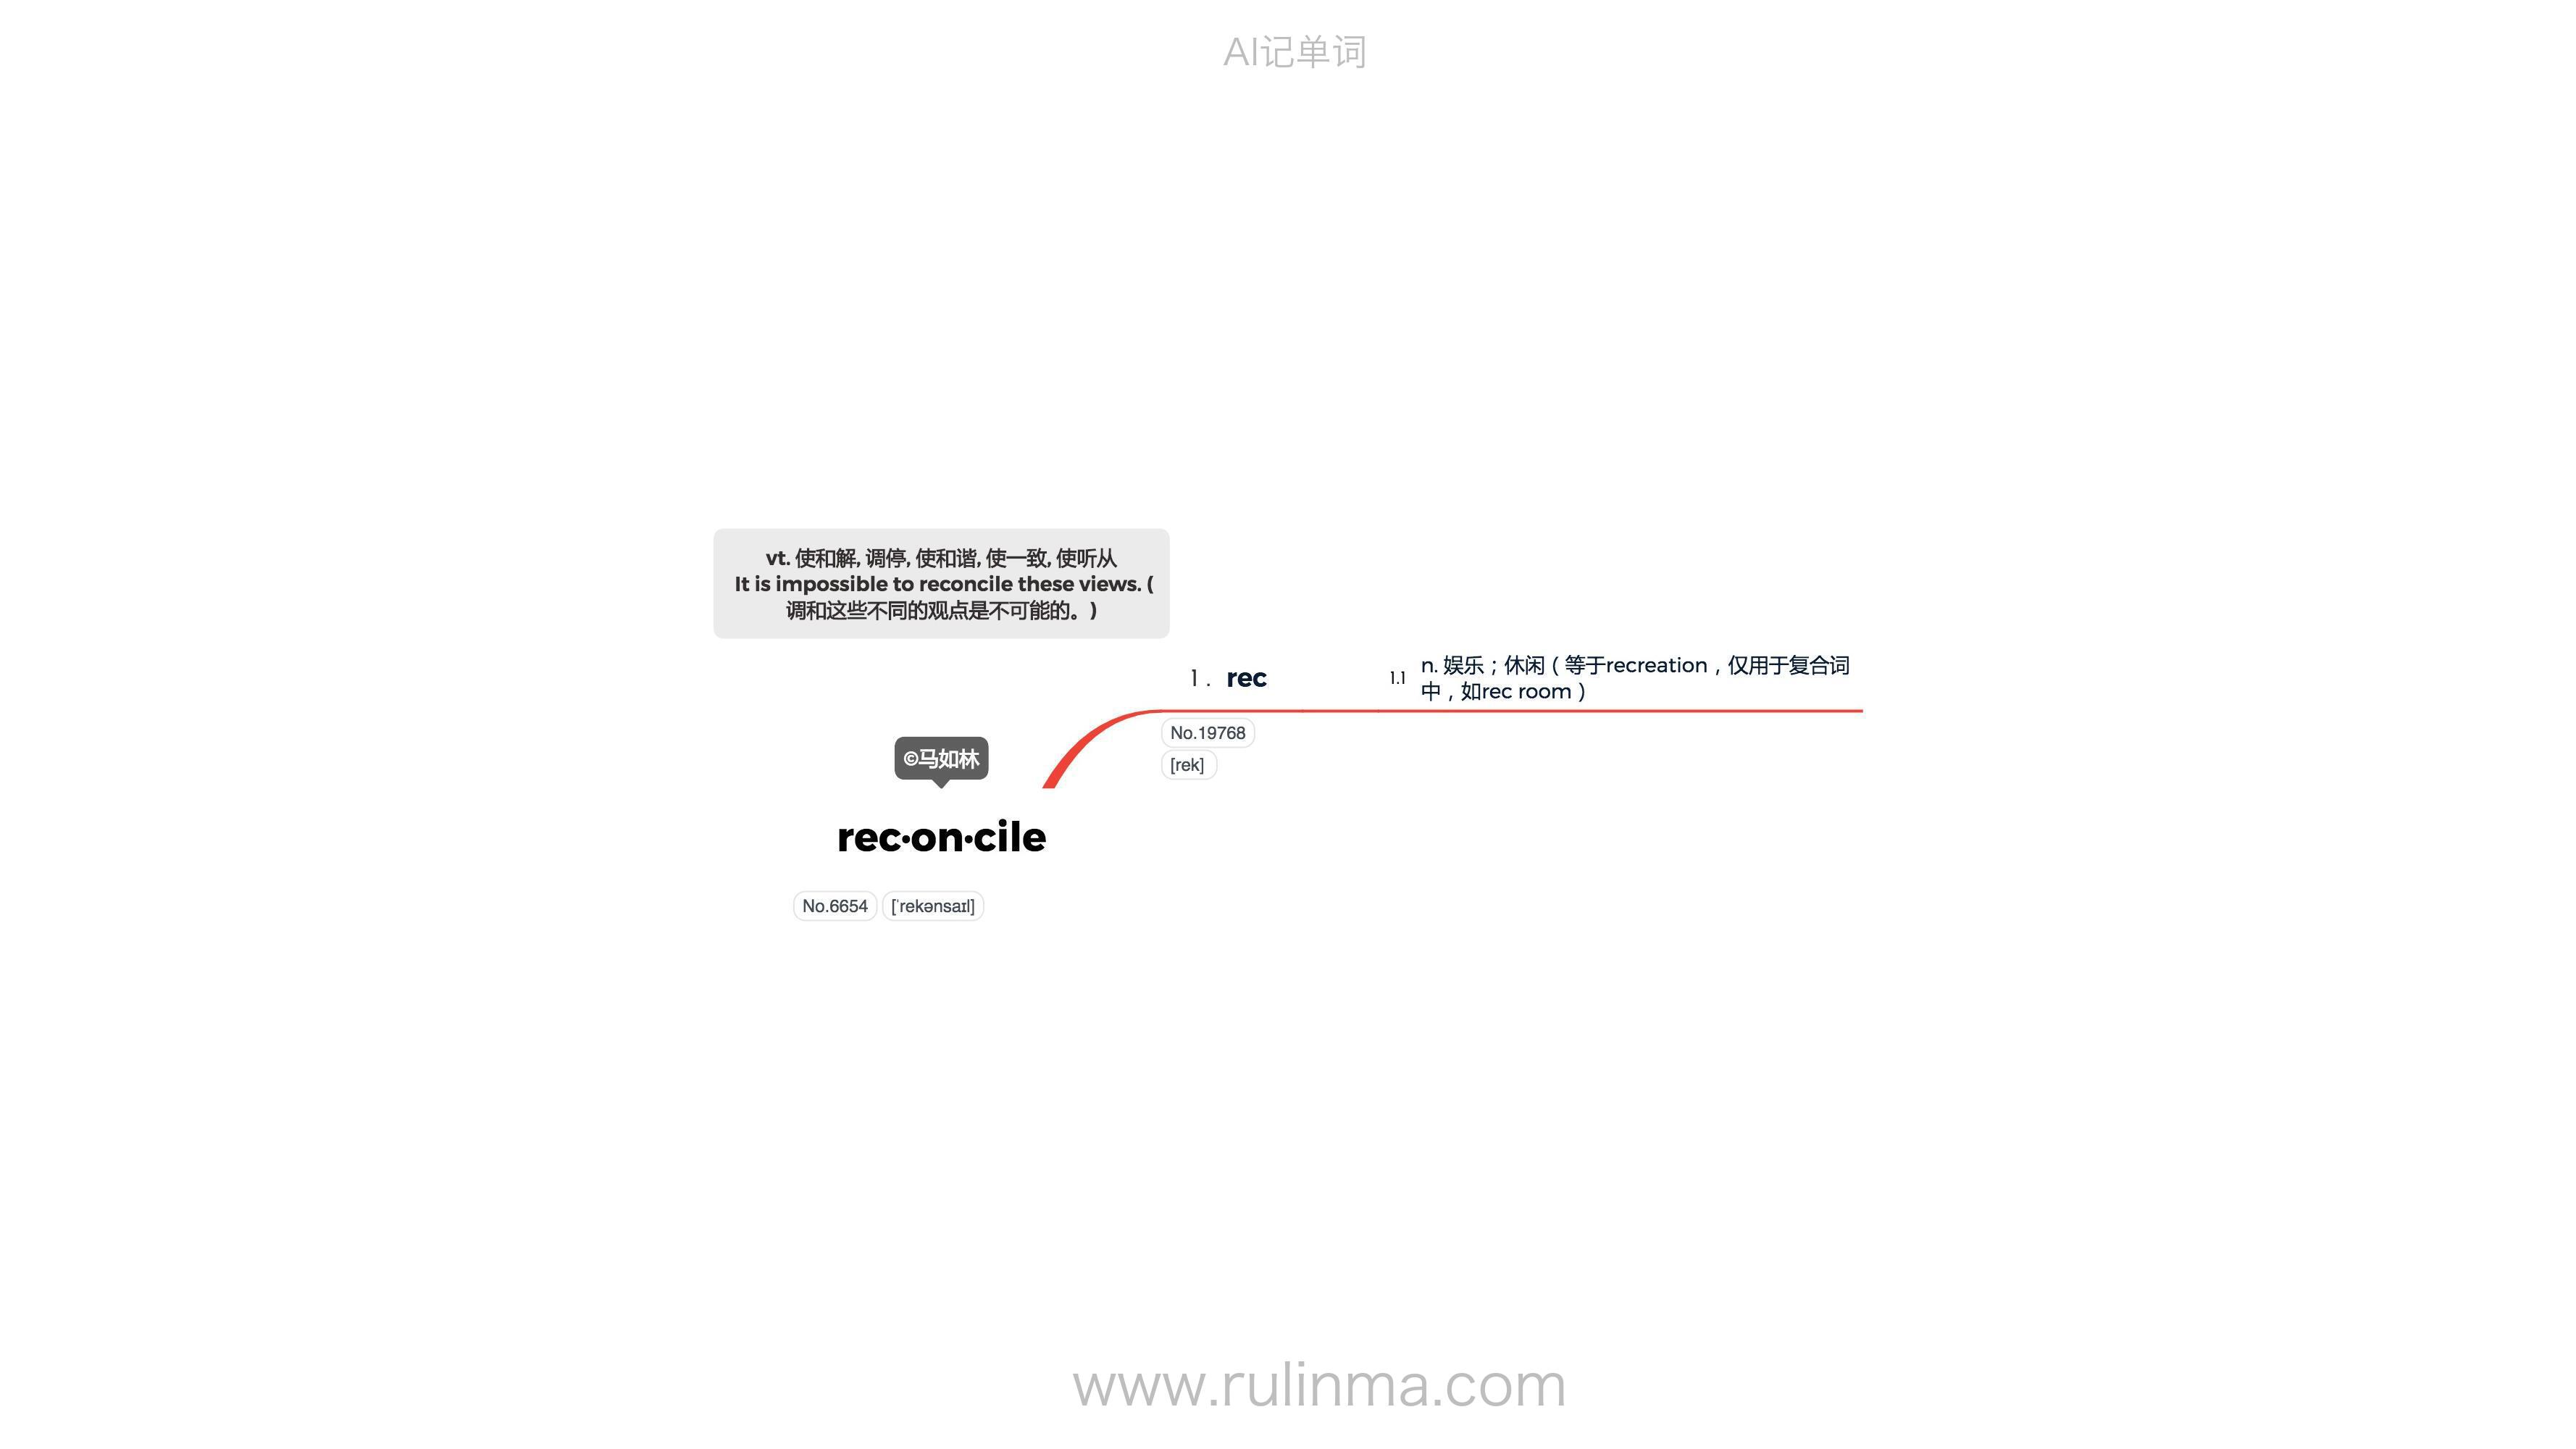 AI记单词
vt. 使和解, 调停, 使和谐, 使一致, 使听从
It is impossible to reconcile these views. (
调和这些不同的观点是不可能的。)
1. rec
1.1 n. 娱乐；休闲（等于recreation，仅用于复合词
中，如rec room）
No.19768
[rek]
©马如林
rec·on·cile
No.6654 [ˈrekənsaɪl]
www.rulinma.com